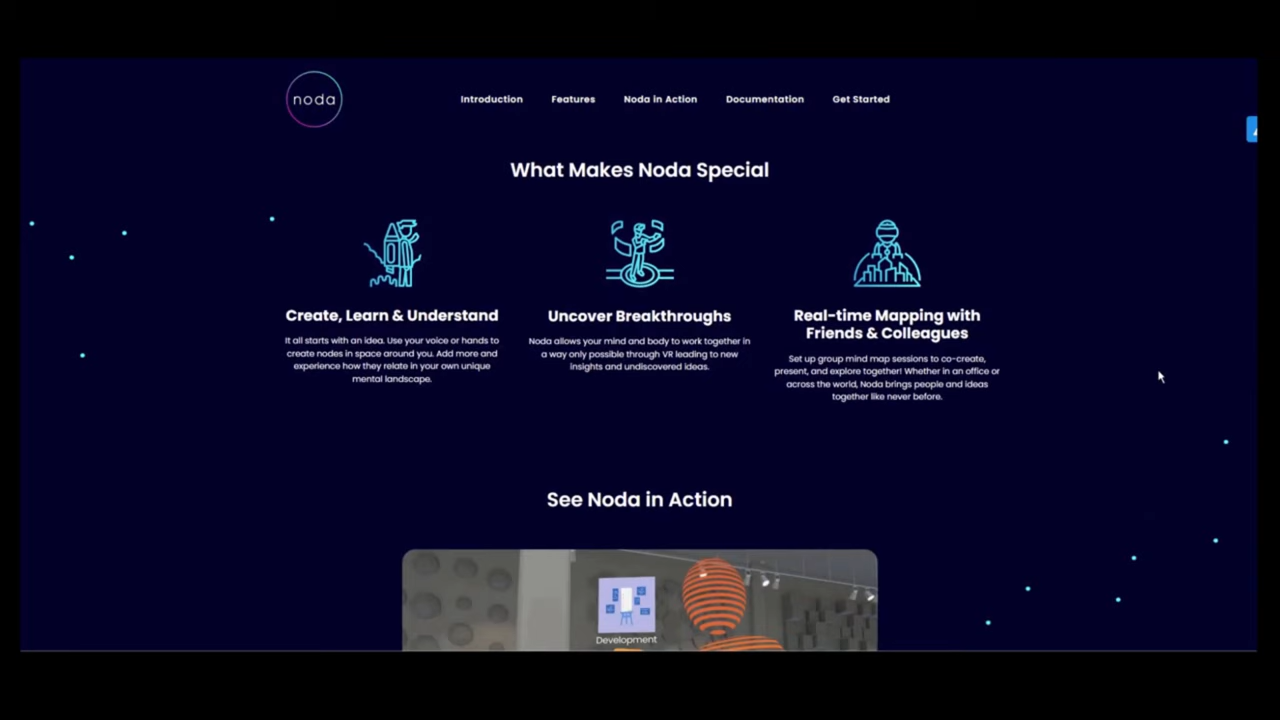 noda
Introduction
Features
Noda in Action
Documentation
Get Started
What Makes Noda Special
Create, Learn & Understand
It all starts with an idea. Use your voice or hands to
create nodes in space around you. Add more and
experience how they relate in your own unique
mental landscape.
Uncover Breakthroughs
Noda allows your mind and body to work together in
a way only possible through VR leading to new
insights and undiscovered ideas.
Real-time Mapping with
Friends & Colleagues
Set up group mind map sessions to co-create,
present, and explore together! Whether in an office or
across the world, Noda brings people and ideas
together like never before.
See Noda in Action
Development